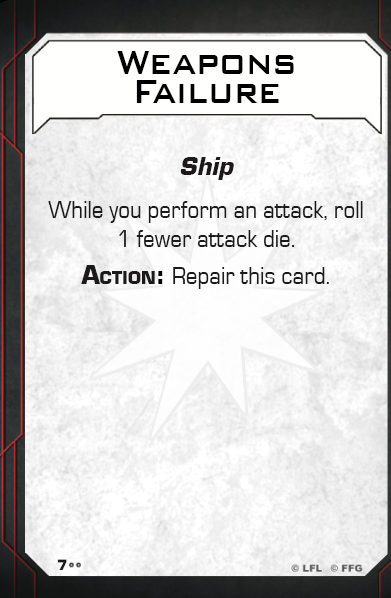 Weapons
Failure
Ship
While you perform an attack, roll
1 fewer attack die.
Action: Repair this card.
7••
© LFL © FFG